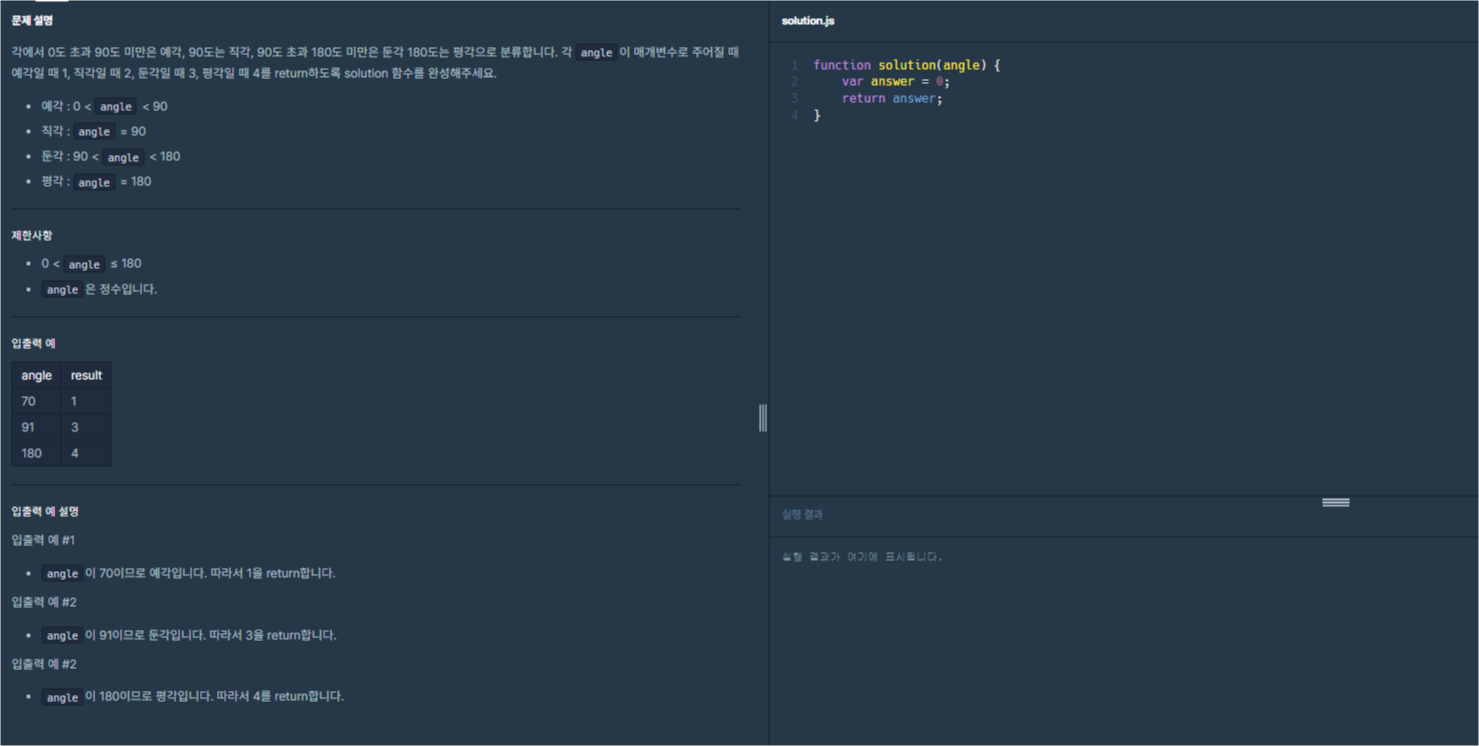 문제 설명
각에서 0도 초과 90도 미만은 예각, 90도는 직각, 90도 초과 180도 미만은 둔각 180도는 평각으로 분류합니다. 각 angle 이 매개변수로 주어질 때
예각일 때 1, 직각일 때 2, 둔각일 때 3, 평각일 때 4를 return하도록 solution 함수를 완성해주세요.
• 예각 : 0 < angle < 90
• 직각 : angle = 90
• 둔각 : 90 < angle < 180
• 평각 : angle = 180
제한사항
• 0 < angle ≤ 180
• angle 은 정수입니다.
입출력 예
angle result
70 1
91 3
180 4
입출력 예 설명
입출력 예 #1
• angle 이 70이므로 예각입니다. 따라서 1을 return합니다.
입출력 예 #2
• angle 이 91이므로 둔각입니다. 따라서 3을 return합니다.
입출력 예 #2
• angle 이 180이므로 평각입니다. 따라서 4를 return합니다.
solution.js
1 function solution(angle) {
2 var answer = 0;
3 return answer;
4 }
실행 결과
실행 결과가 여기에 표시됩니다.